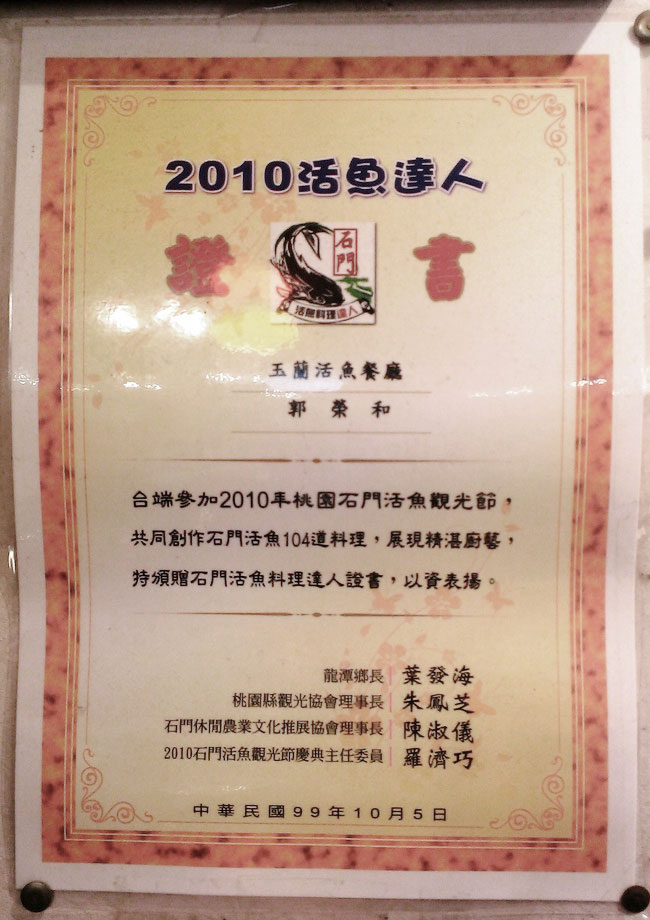 2010活魚達人
證 書
石門
活魚料理達人
玉蘭活魚餐廳
郭榮和
台端參加2010年桃園石門活魚觀光節，
共同創作石門活魚104道料理，展現精湛廚藝，
特頒贈石門活魚料理達人證書，以資表揚。
龍潭鄉長 葉發海
桃園縣觀光協會理事長 朱鳳芝
石門休閒農業文化推展協會理事長 陳淑儀
2010石門活魚觀光節慶典主任委員 羅濟巧
中華民國99年10月5日